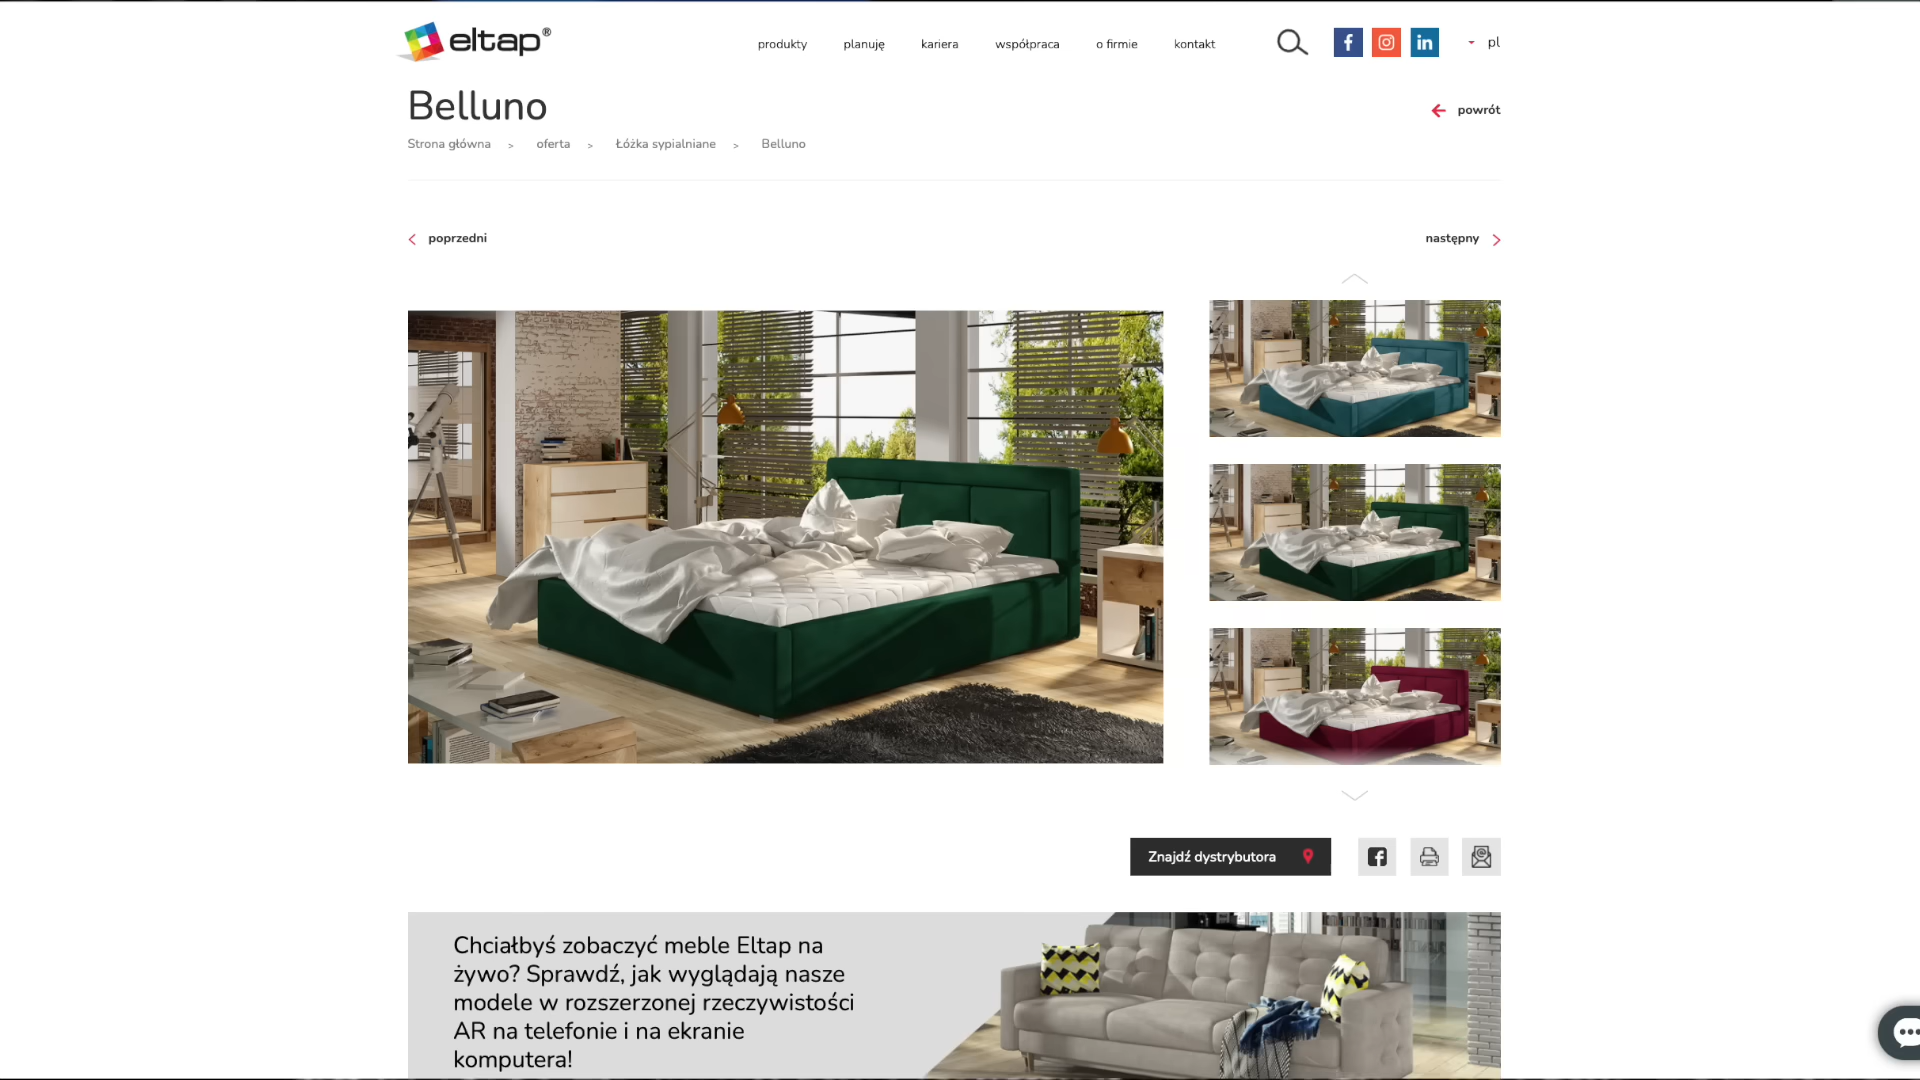 eltap®
produkty
planuję
kariera
współpraca
o firmie
kontakt
pl
Belluno
powrót
Strona główna > oferta > Łóżka sypialniane > Belluno
poprzedni
następny
Znajdź dystrybutora
Chciałbyś zobaczyć meble Eltap na
żywo? Sprawdź, jak wyglądają nasze
modele w rozszerzonej rzeczywistości
AR na telefonie i na ekranie
komputera!